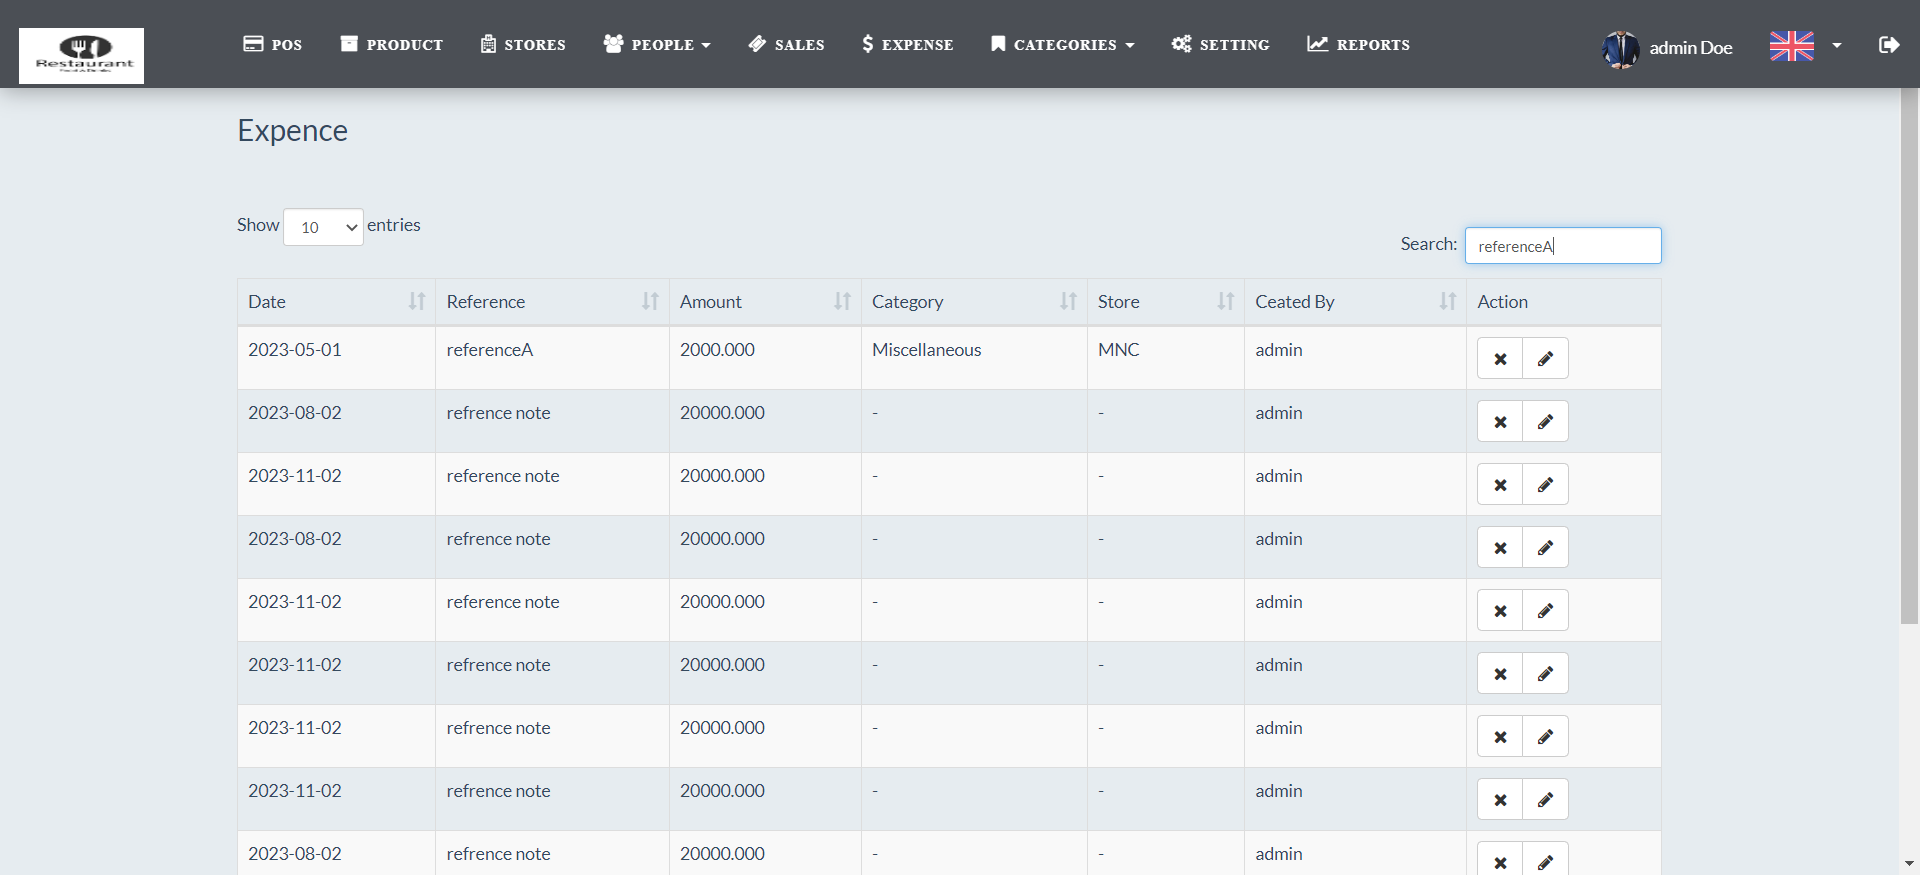 Restaurant
POS
PRODUCT
STORES
PEOPLE
SALES
EXPENSE
CATEGORIES
SETTING
REPORTS
admin Doe
Expence
Show 10 entries
Search: referenceA
Date Reference Amount Category Store Ceated By Action
2023-05-01 referenceA 2000.000 Miscellaneous MNC admin
2023-08-02 refrence note 20000.000 - - admin
2023-11-02 reference note 20000.000 - - admin
2023-08-02 refrence note 20000.000 - - admin
2023-11-02 reference note 20000.000 - - admin
2023-11-02 refrence note 20000.000 - - admin
2023-11-02 refrence note 20000.000 - - admin
2023-11-02 refrence note 20000.000 - - admin
2023-08-02 refrence note 20000.000 - - admin